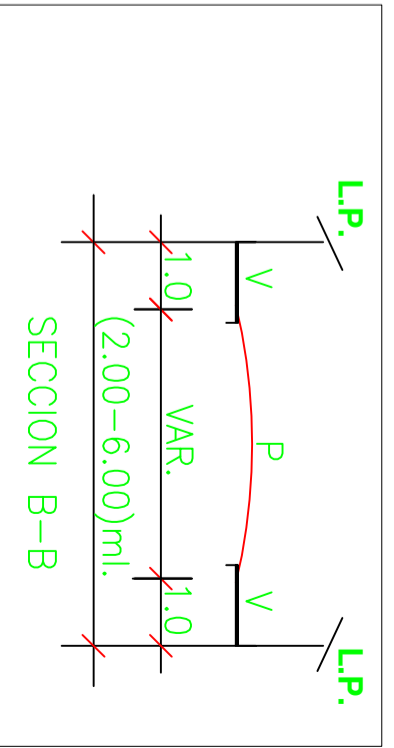 L.P. L.P.
V P V
1.0 VAR. 1.0
(2.00-6.00)ml.
SECCION B-B